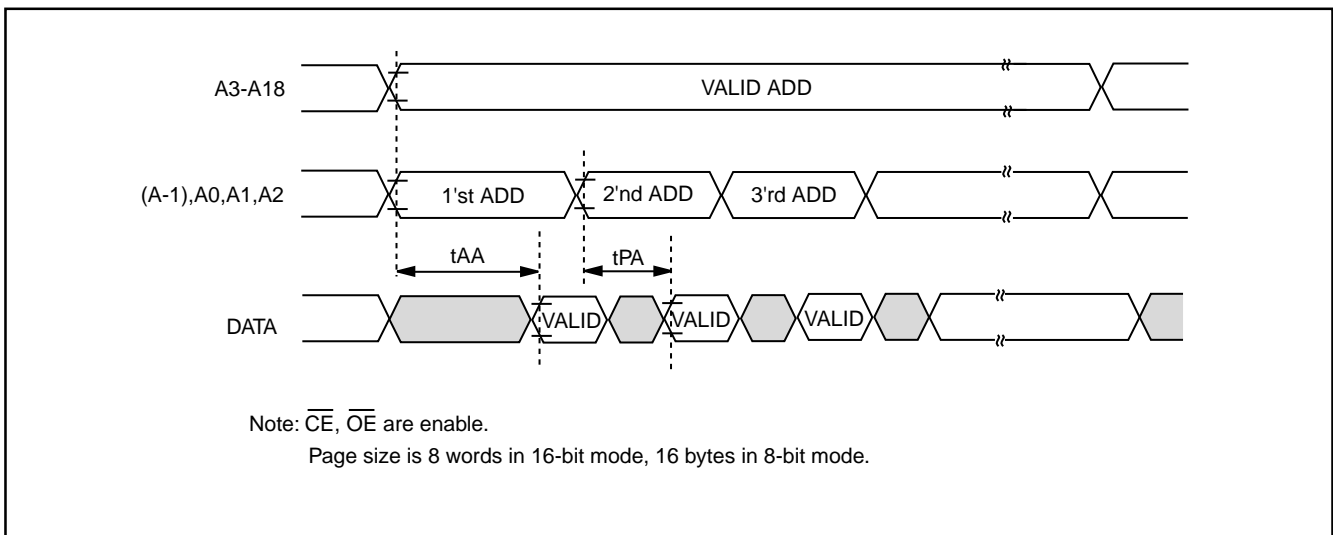 A3-A18
VALID ADD
(A-1),A0,A1,A2
1'st ADD
2'nd ADD
3'rd ADD
tAA
tPA
DATA
VALID
VALID
VALID
Note: C̅E̅, O̅E̅ are enable.
Page size is 8 words in 16-bit mode, 16 bytes in 8-bit mode.